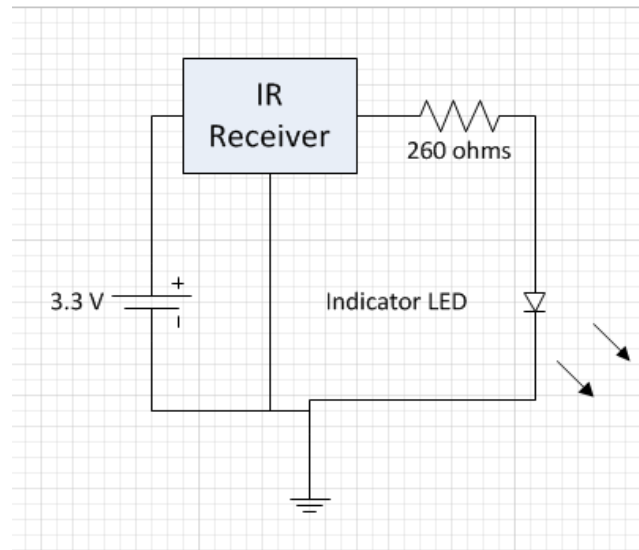 IR
Receiver
260 ohms
+
3.3 V
Indicator LED